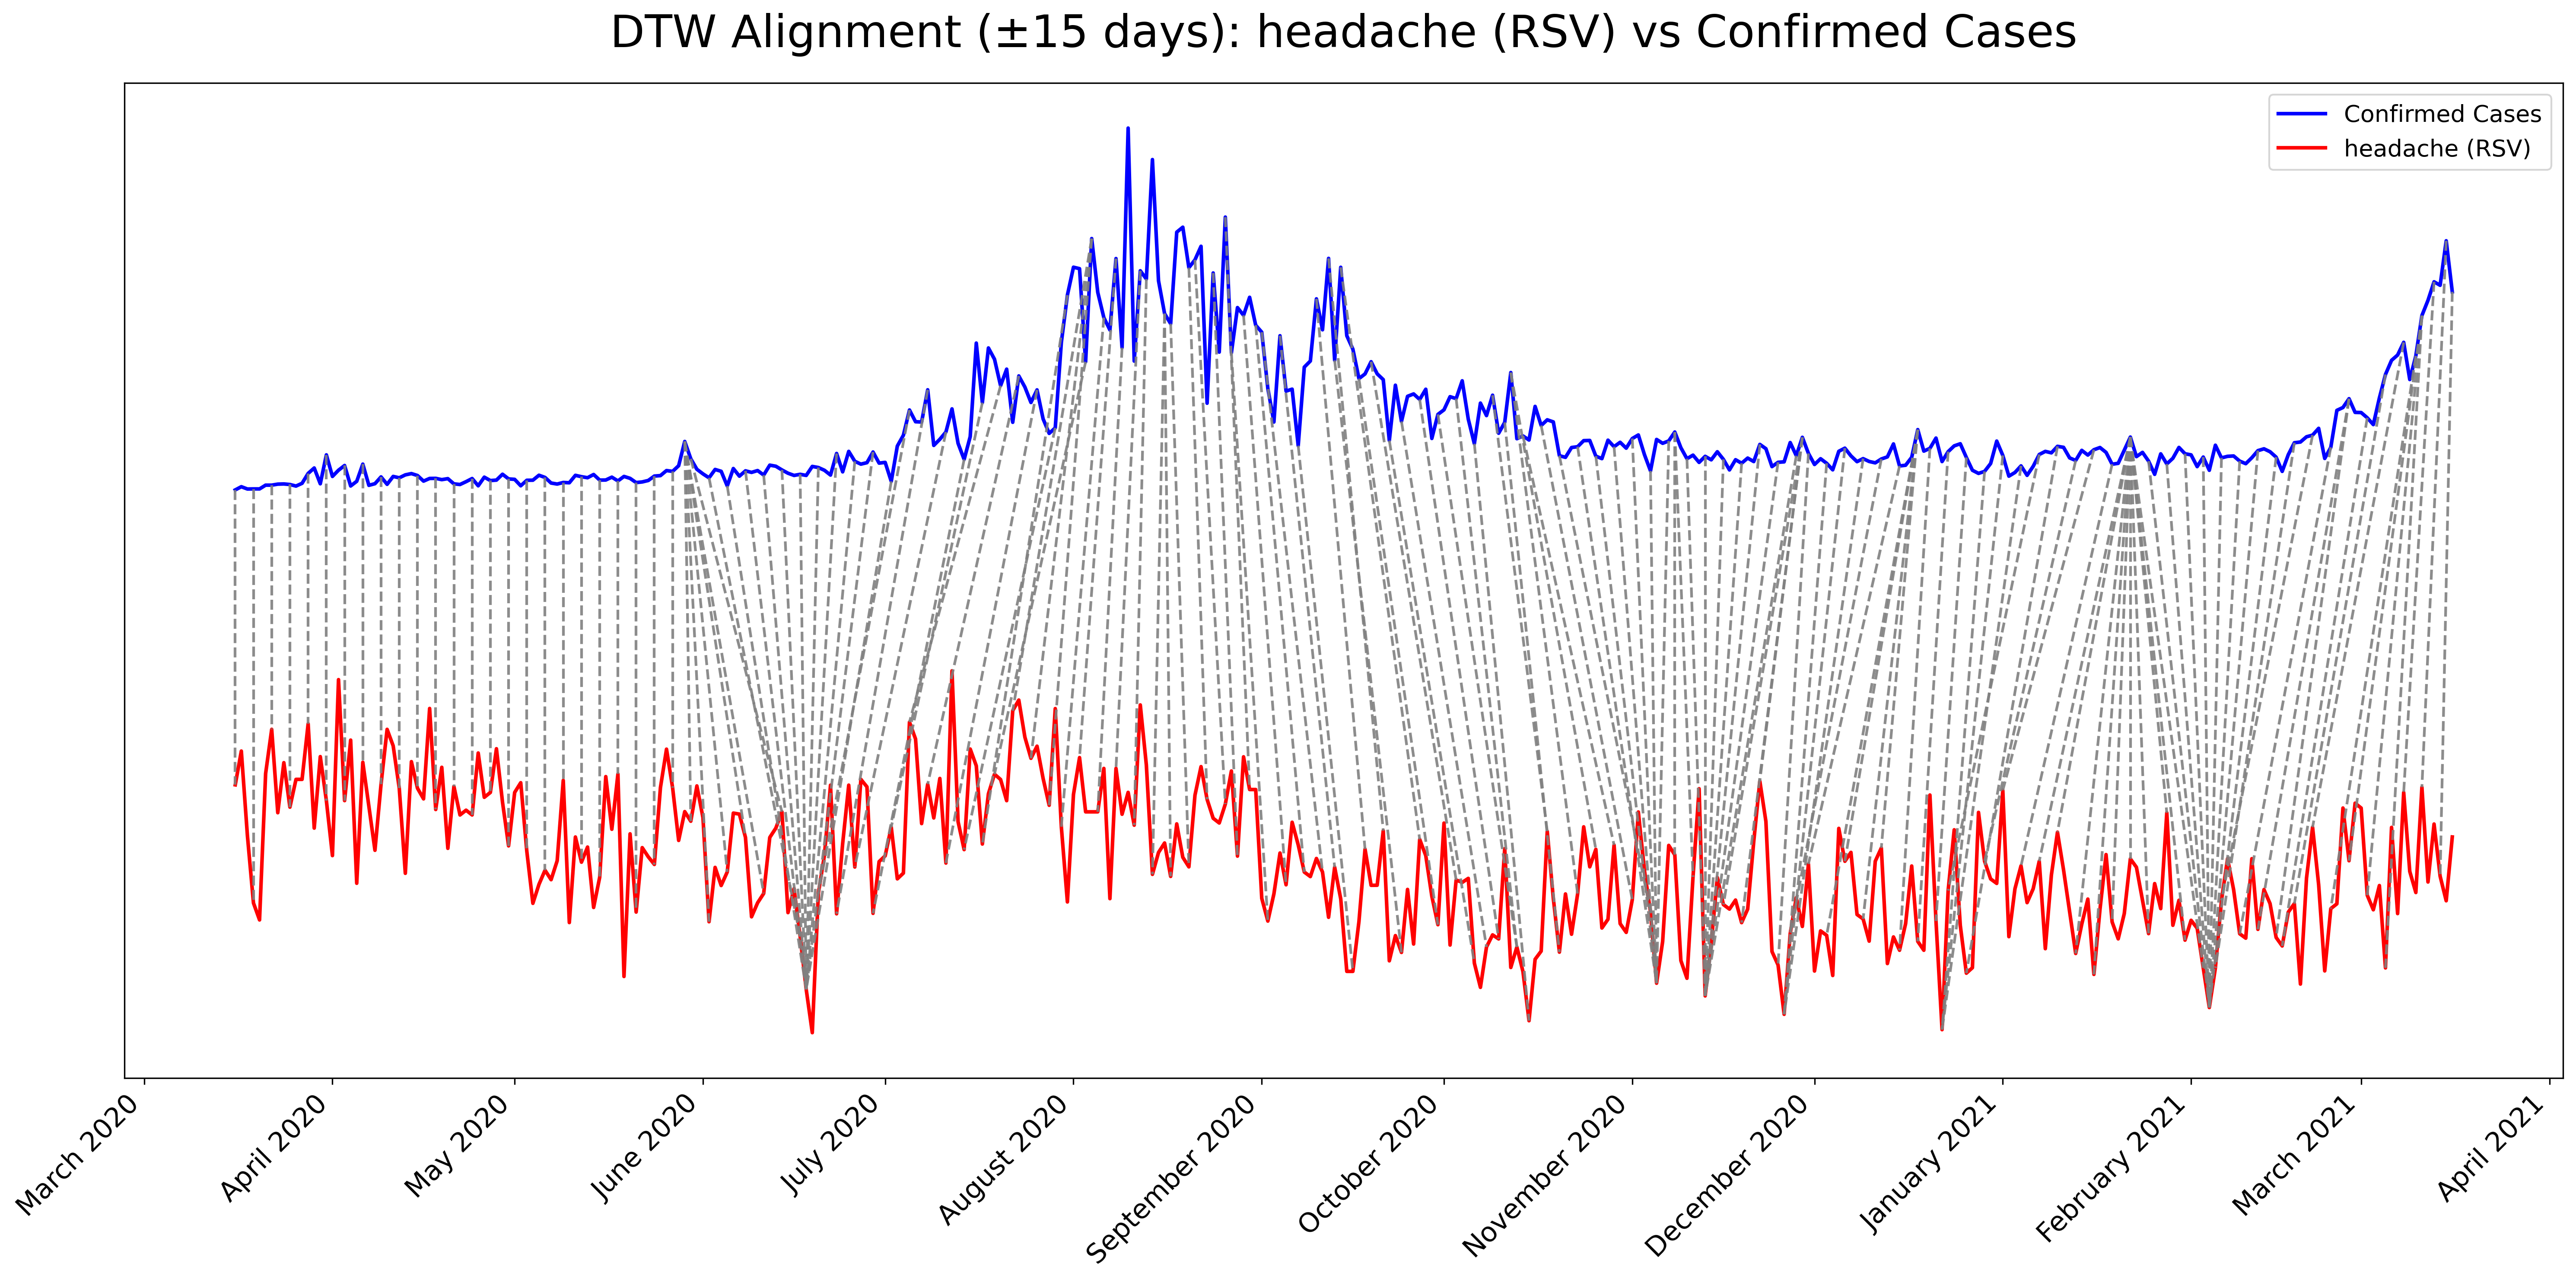 DTW Alignment (±15 days): headache (RSV) vs Confirmed Cases
Confirmed Cases
headache (RSV)
March 2020
April 2020
May 2020
June 2020
July 2020
August 2020
September 2020
October 2020
November 2020
December 2020
January 2021
February 2021
March 2021
April 2021